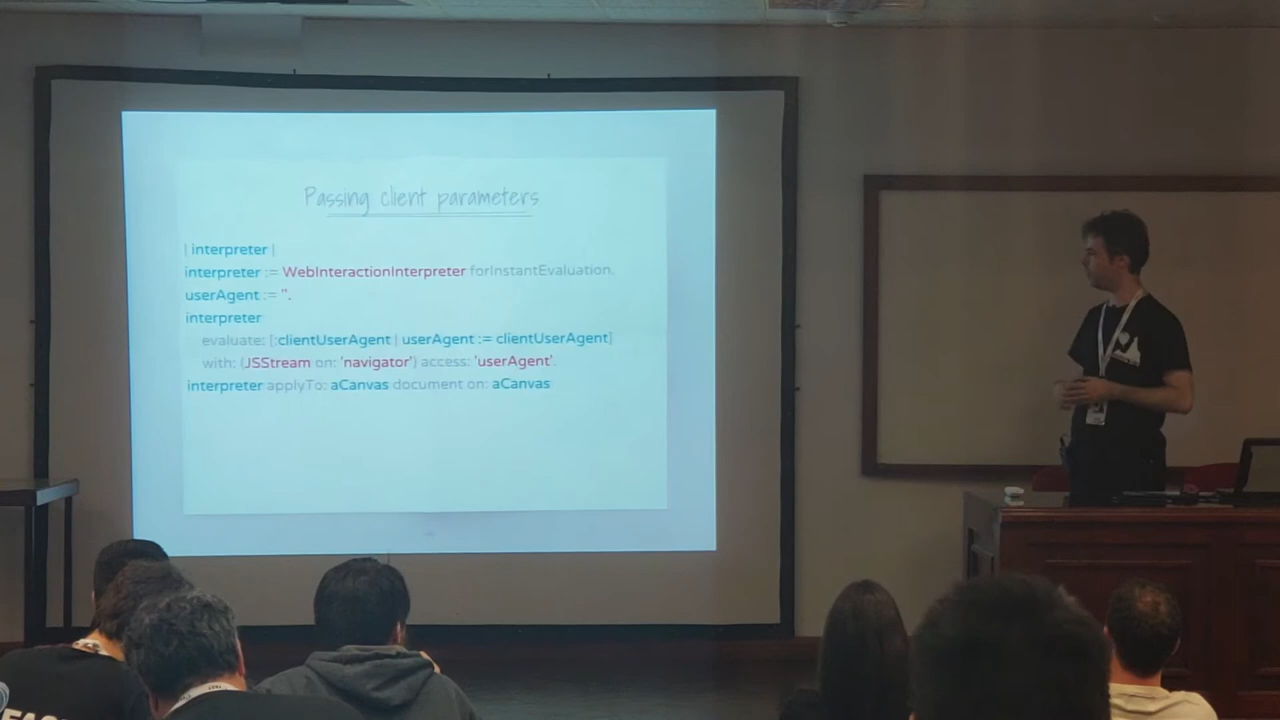 Passing client parameters
| interpreter |
interpreter := WebInteractionInterpreter forInstantEvaluation.
userAgent := ''.
interpreter
evaluate: [:clientUserAgent | userAgent := clientUserAgent]
with: (JSStream on: 'navigator') access: 'userAgent'.
interpreter applyTo: aCanvas document on: aCanvas